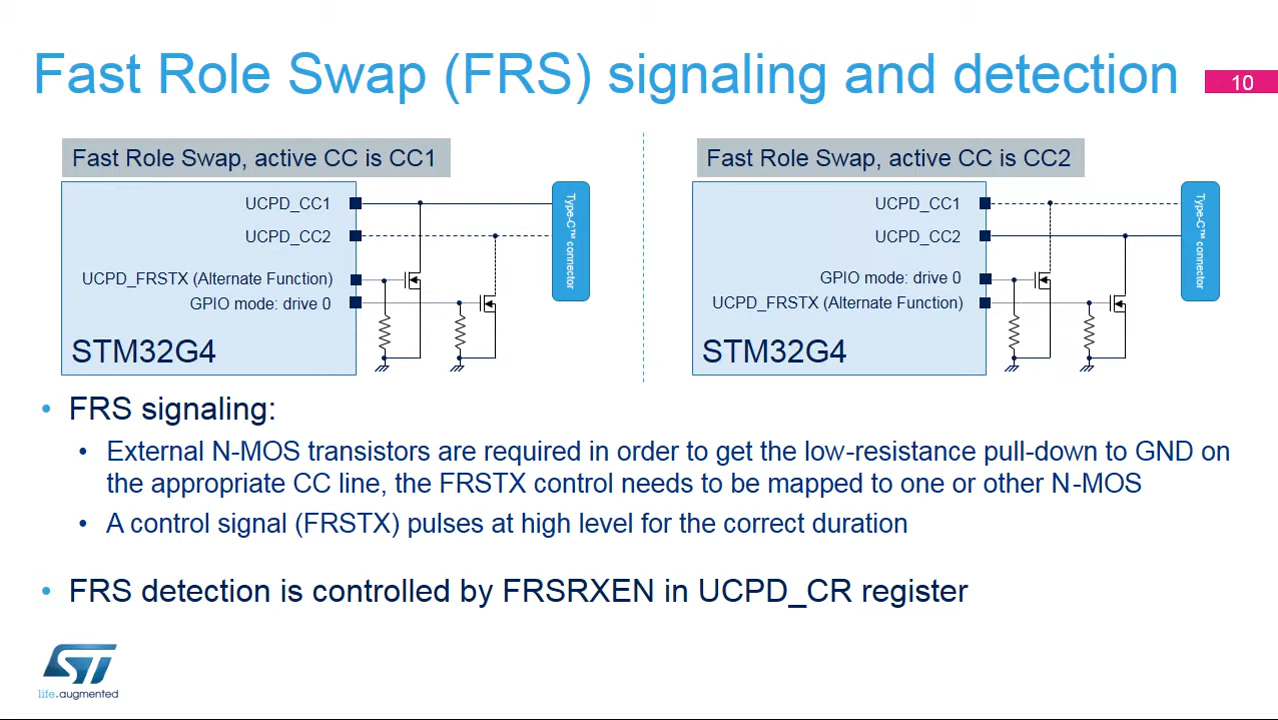 Fast Role Swap (FRS) signaling and detection
10
Fast Role Swap, active CC is CC1
UCPD_CC1
UCPD_CC2
UCPD_FRSTX (Alternate Function)
GPIO mode: drive 0
STM32G4
Type-C™ connector
Fast Role Swap, active CC is CC2
UCPD_CC1
UCPD_CC2
GPIO mode: drive 0
UCPD_FRSTX (Alternate Function)
STM32G4
Type-C™ connector
• FRS signaling:
• External N-MOS transistors are required in order to get the low-resistance pull-down to GND on
the appropriate CC line, the FRSTX control needs to be mapped to one or other N-MOS
• A control signal (FRSTX) pulses at high level for the correct duration
• FRS detection is controlled by FRSRXEN in UCPD_CR register
ST
life.augmented